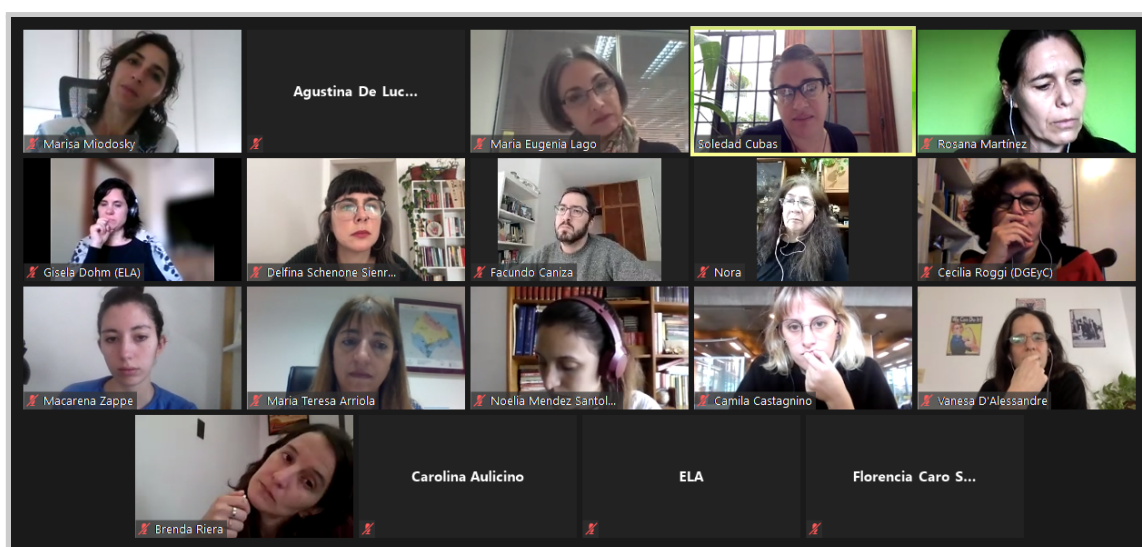 Marisa Miodosky
Agustina De Luc...
Maria Eugenia Lago
Soledad Cubas
Rosana Martínez
Gisela Dohm (ELA)
Delfina Schenone Sienr...
Facundo Caniza
Nora
Cecilia Roggi (DGEyC)
Macarena Zappe
Maria Teresa Arriola
Noelia Mendez Santol...
Camila Castagnino
Vanesa D'Alessandre
Brenda Riera
Carolina Aulicino
ELA
Florencia Caro S...